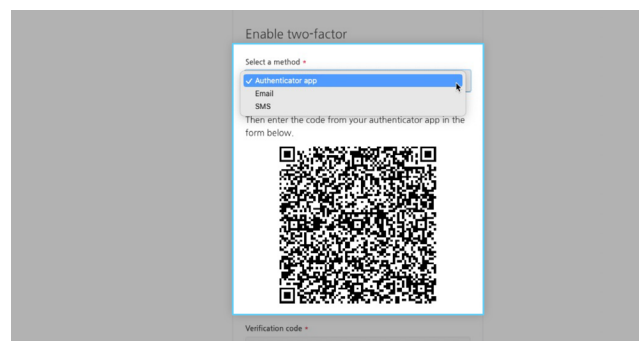 Enable two-factor
Select a method *
✓ Authenticator app
Email
SMS
Then enter the code from your authenticator app in the
form below.
Verification code *